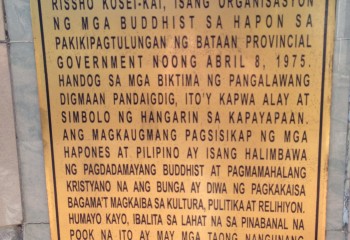 RISSHO KOSEI-KAI, ISANG ORGANISASYON
NG MGA BUDDHIST SA HAPON SA
PAKIKIPAGTULUNGAN NG BATAAN PROVINCIAL
GOVERNMENT NOONG ABRIL 8, 1975.
HANDOG SA MGA BIKTIMA NG PANGALAWANG
DIGMAAN PANDAIGDIG, ITO'Y KAPWA ALAY AT
SIMBOLO NG HANGARIN SA KAPAYAPAAN.
ANG MAGKAUGMANG PAGSISIKAP NG MGA
HAPONES AT PILIPINO AY ISANG HALIMBAWA
NG PAGDADAMAYANG BUDDHIST AT PAGMAMAHALANG
KRISTYANO NA ANG BUNGA AY DIWA NG PAGKAKAISA
BAGAMA'T MAGKAIBA SA KULTURA, PULITIKA AT RELIHIYON.
HUMAYO KAYO, IBALITA SA LAHAT NA SA PINABANAL NA
POOK NA ITO AY MAY MGA TAONG NANGUNANG